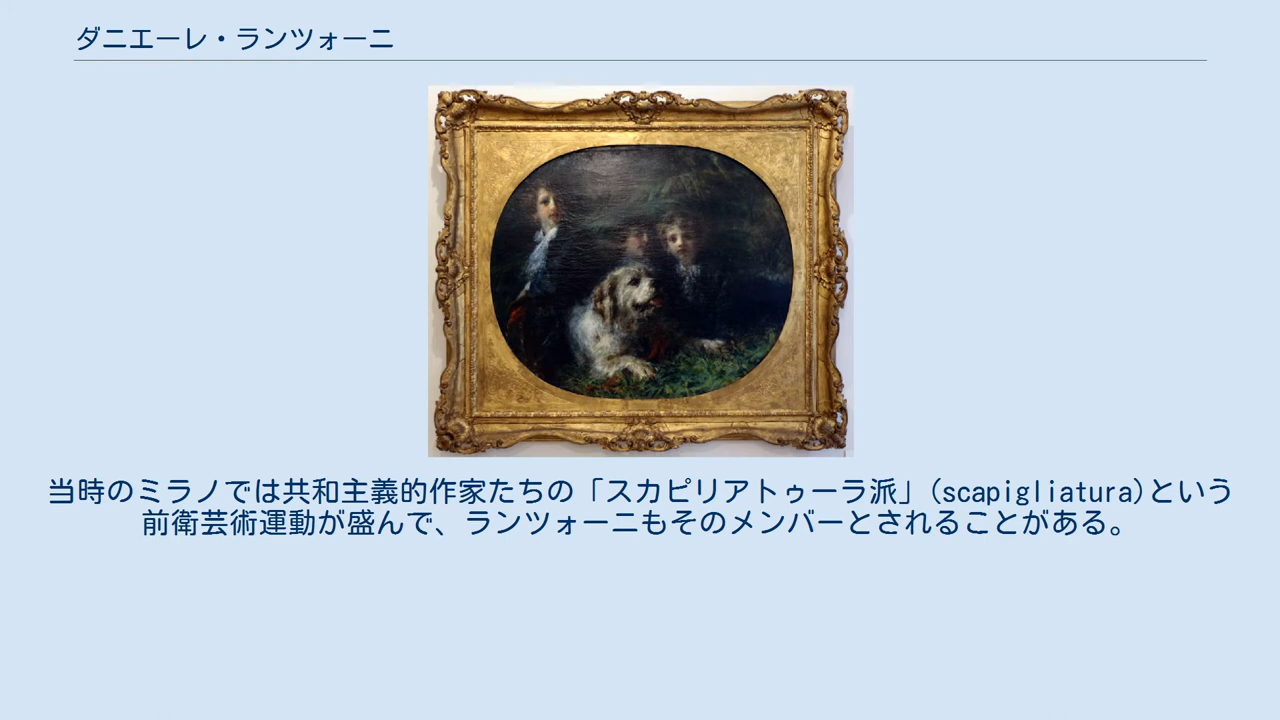 ダニエーレ・ランツォーニ
当時のミラノでは共和主義的作家たちの「スカピリアトゥーラ派」(scapigliatura)という
前衛芸術運動が盛んで、ランツォーニもそのメンバーとされることがある。